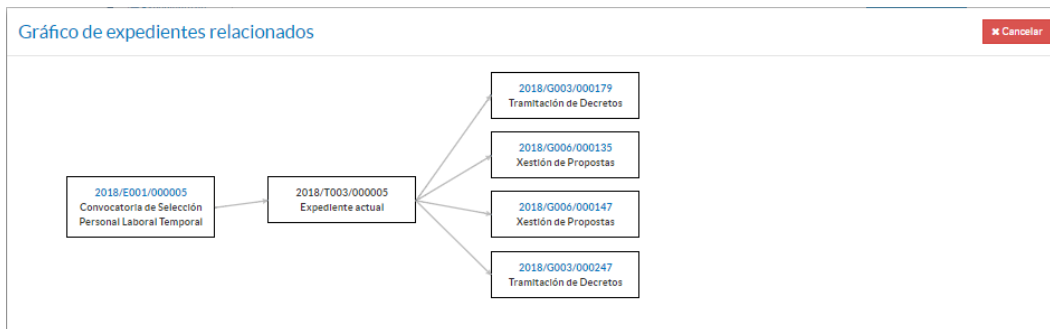 Gráfico de expedientes relacionados
✖ Cancelar
2018/G003/000179
Tramitación de Decretos
2018/G006/000135
Xestión de Propostas
2018/E001/000005
Convocatoria de Selección
Personal Laboral Temporal
2018/T003/000005
Expediente actual
2018/G006/000147
Xestión de Propostas
2018/G003/000247
Tramitación de Decretos